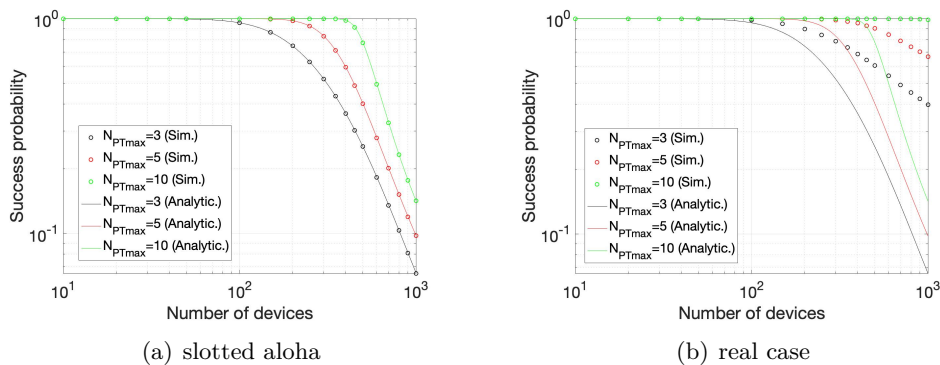 10^0
10^-1
Success probability
N_PTmax=3 (Sim.)
N_PTmax=5 (Sim.)
N_PTmax=10 (Sim.)
N_PTmax=3 (Analytic.)
N_PTmax=5 (Analytic.)
N_PTmax=10 (Analytic.)
10^1 10^2 10^3
Number of devices
(a) slotted aloha
10^0
10^-1
Success probability
N_PTmax=3 (Sim.)
N_PTmax=5 (Sim.)
N_PTmax=10 (Sim.)
N_PTmax=3 (Analytic.)
N_PTmax=5 (Analytic.)
N_PTmax=10 (Analytic.)
10^1 10^2 10^3
Number of devices
(b) real case